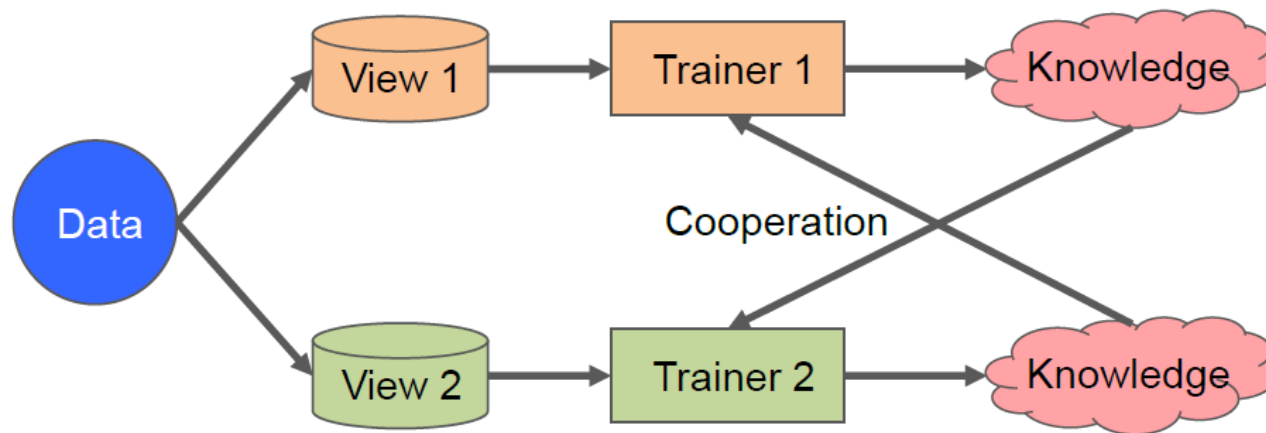 View 1
Trainer 1
Knowledge
Data
Cooperation
View 2
Trainer 2
Knowledge